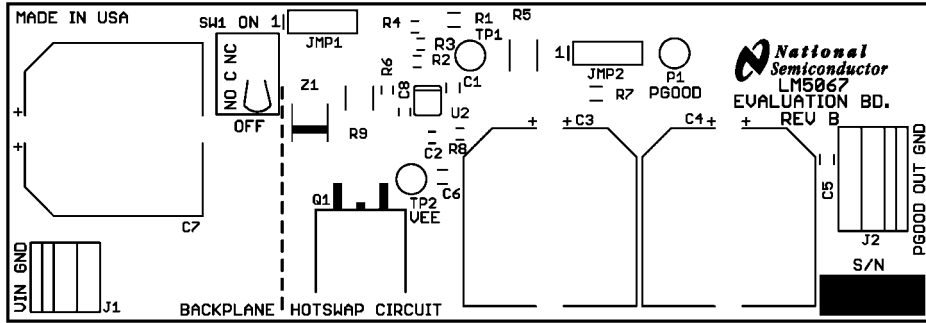 MADE IN USA
SW1 ON 1
JMP1
R4
R1
R5
TP1
R3
R2
1
JMP2
P1
PGOOD
National
Semiconductor
LM5067
EVALUATION BD.
REV B
NO C NC
OFF
Z1
R6
C8
C1
U2
R7
R9
C2
R8
+
+
+
C3
C4
+
+
C5
PGOOD OUT GND
J2
S/N
C7
Q1
TP2
VEE
C6
VIN GND
J1
BACKPLANE
HOTSWAP CIRCUIT